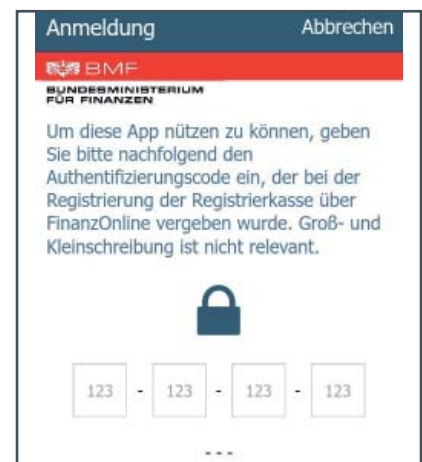 Anmeldung Abbrechen
BMF
BUNDESMINISTERIUM
FÜR FINANZEN
Um diese App nützen zu können, geben
Sie bitte nachfolgend den
Authentifizierungscode ein, der bei der
Registrierung der Registrierkasse über
FinanzOnline vergeben wurde. Groß- und
Kleinschreibung ist nicht relevant.
123 - 123 - 123 - 123
---